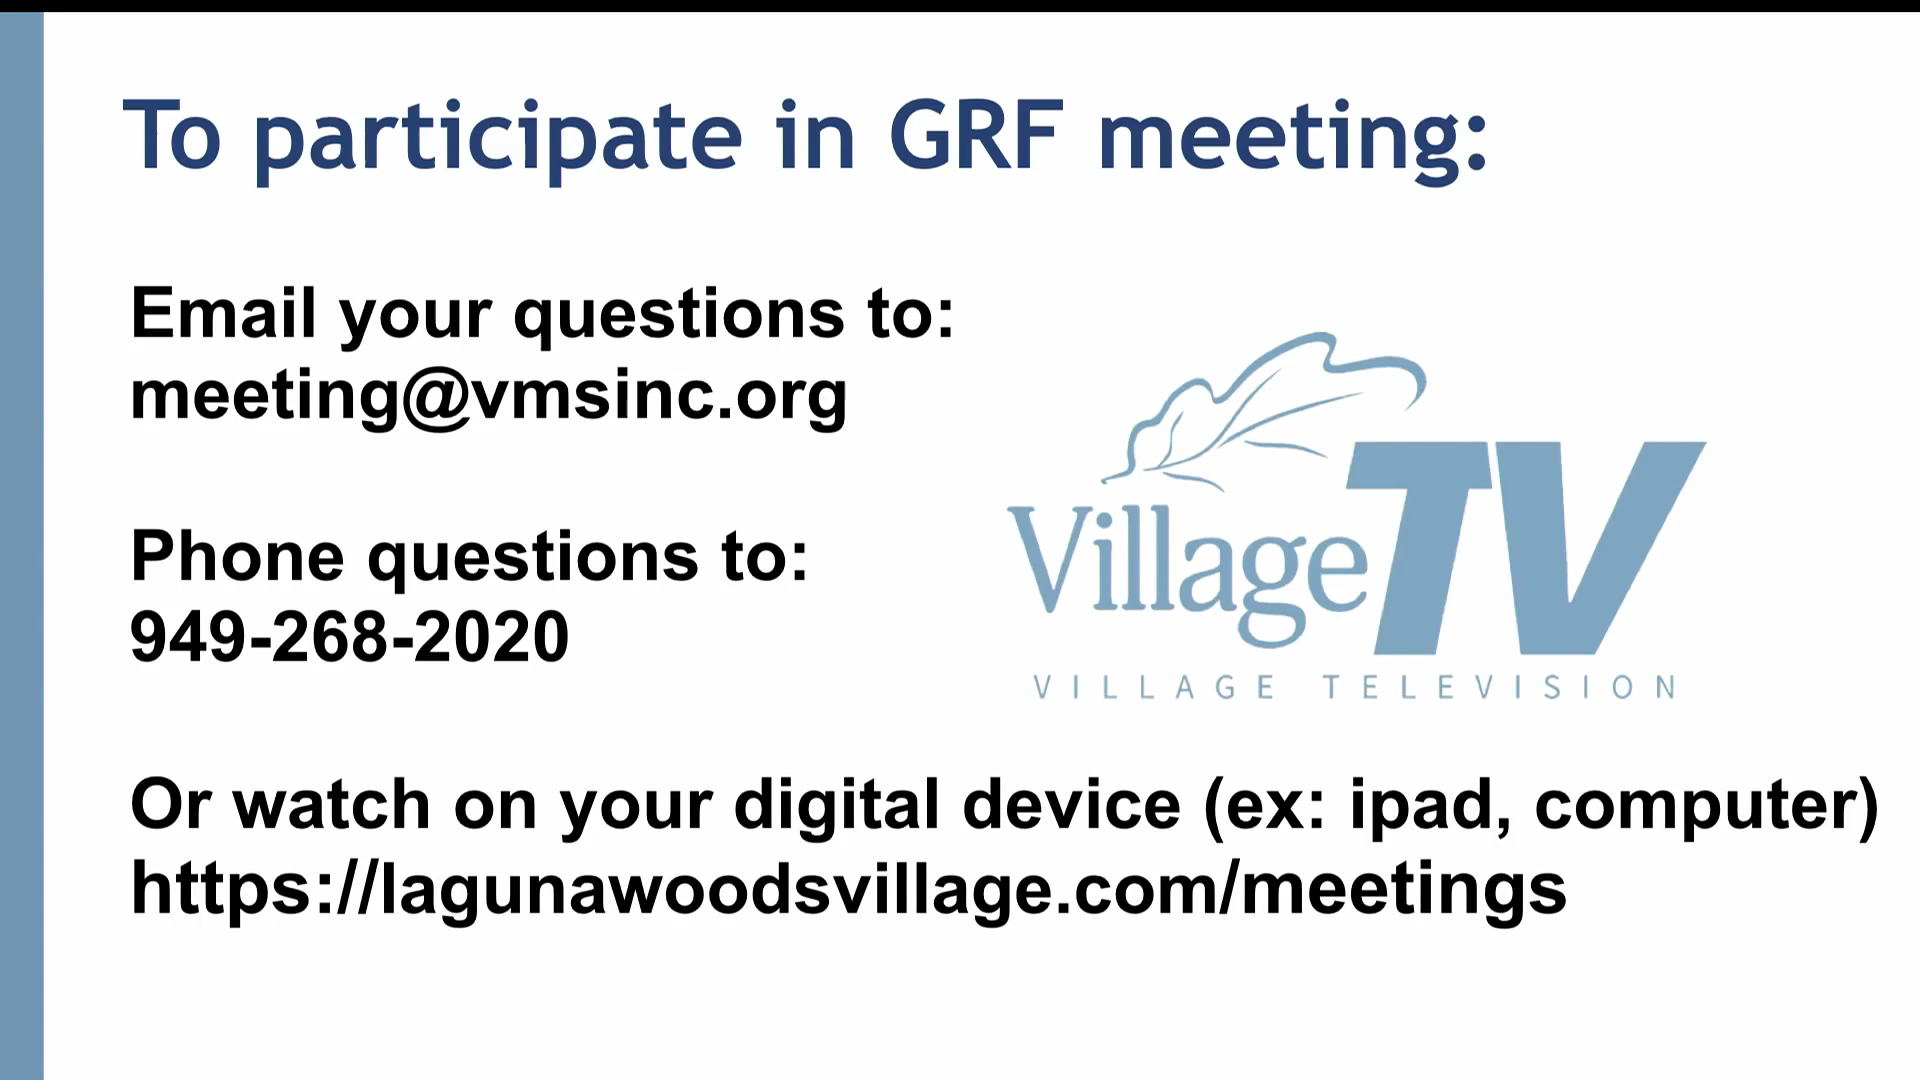 To participate in GRF meeting:
Email your questions to:
meeting@vmsinc.org
Phone questions to:
949-268-2020
Village TV
VILLAGE TELEVISION
Or watch on your digital device (ex: ipad, computer)
https://lagunawoodsvillage.com/meetings